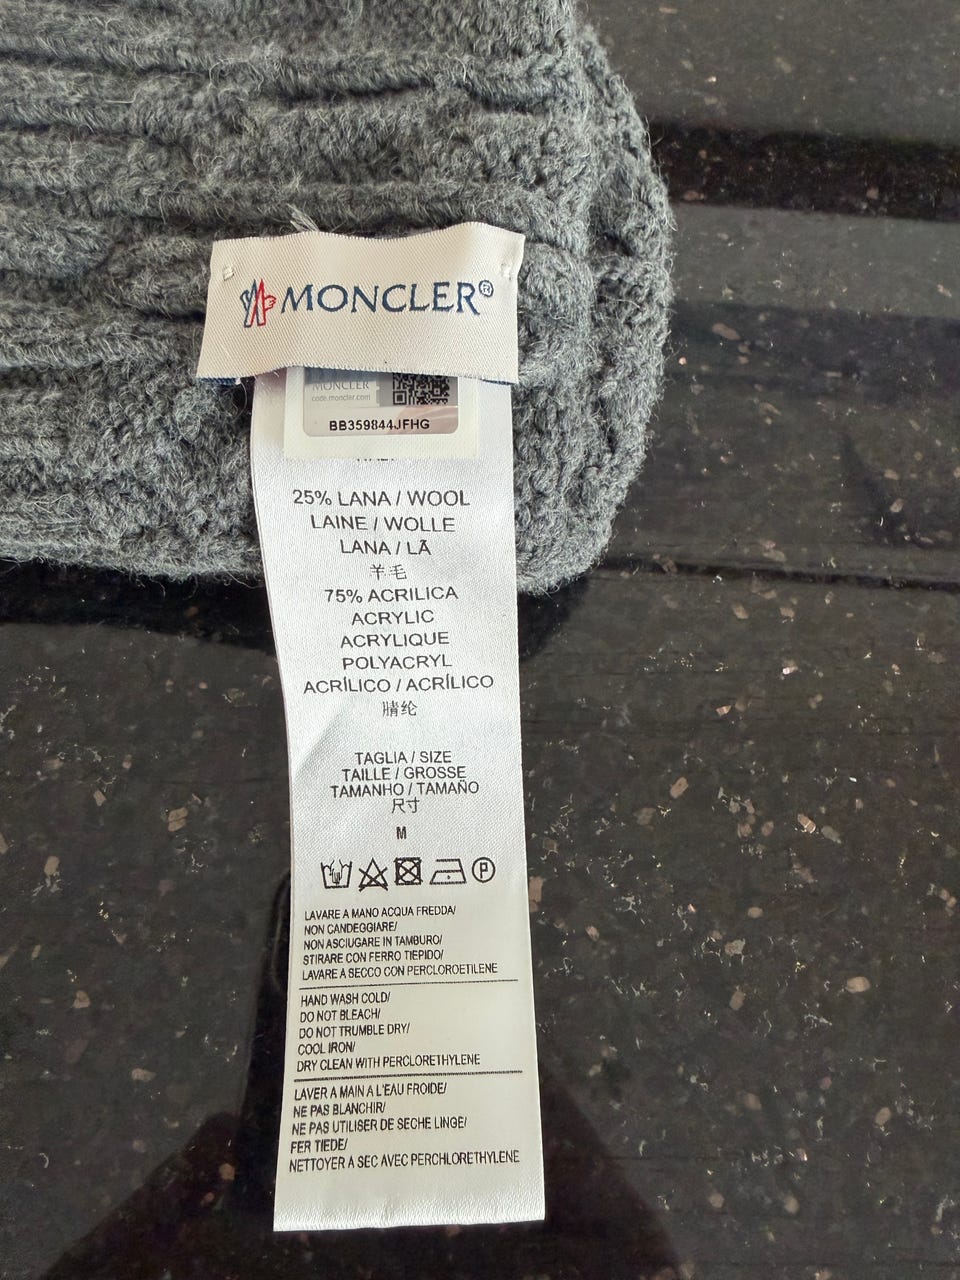 MONCLER®
MONCLER
code.moncler.com
BB359844JFHG
25% LANA / WOOL
LAINE / WOLLE
LANA / LÃ
羊毛
75% ACRILICA
ACRYLIC
ACRYLIQUE
POLYACRYL
ACRÍLICO / ACRÍLICO
腈纶
TAGLIA / SIZE
TAILLE / GROSSE
TAMANHO / TAMAÑO
尺寸
M
P
LAVARE A MANO ACQUA FREDDA/
NON CANDEGGIARE/
NON ASCIUGARE IN TAMBURO/
STIRARE CON FERRO TIEPIDO/
LAVARE A SECCO CON PERCLOROETILENE
HAND WASH COLD/
DO NOT BLEACH/
DO NOT TRUMBLE DRY/
COOL IRON/
DRY CLEAN WITH PERCLORETHYLENE
LAVER A MAIN A L'EAU FROIDE/
NE PAS BLANCHIR/
NE PAS UTILISER DE SECHE LINGE/
FER TIEDE/
NETTOYER A SEC AVEC PERCHLORETHYLENE